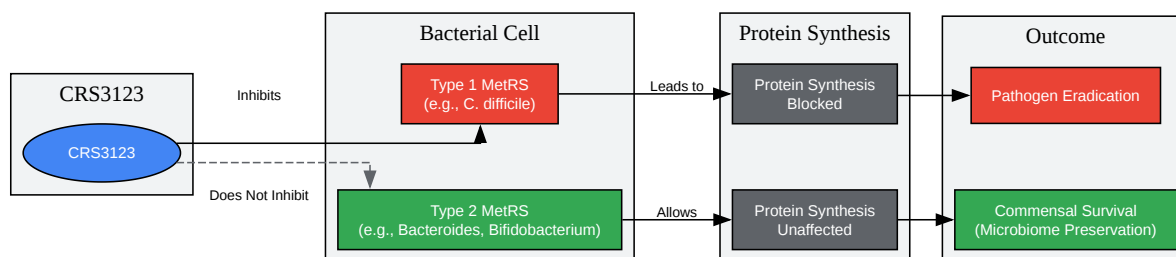 CRS3123
CRS3123
Inhibits
Does Not Inhibit
Bacterial Cell
Type 1 MetRS
(e.g., C. difficile)
Type 2 MetRS
(e.g., Bacteroides, Bifidobacterium)
Leads to
Allows
Protein Synthesis
Protein Synthesis
Blocked
Protein Synthesis
Unaffected
Outcome
Pathogen Eradication
Commensal Survival
(Microbiome Preservation)